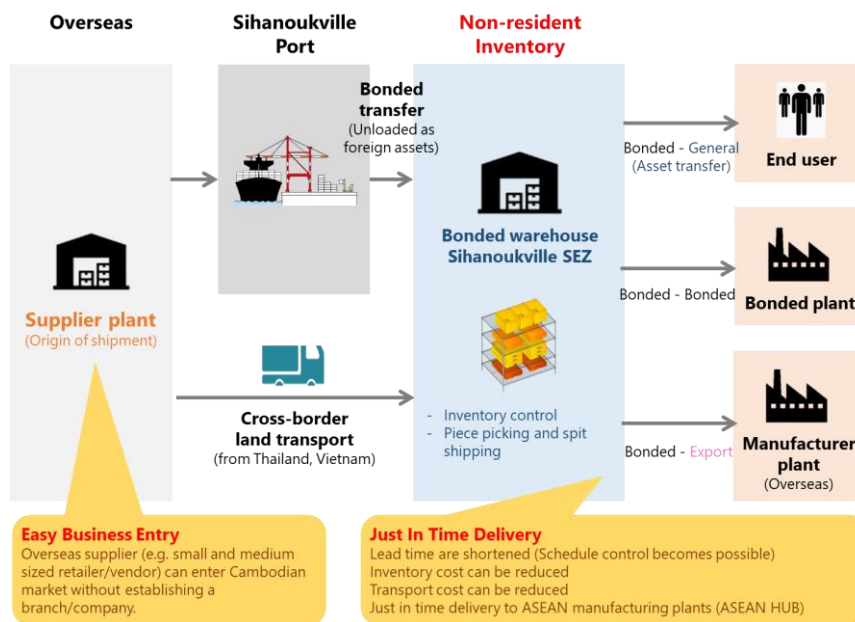 Overseas
Sihanoukville
Port
Non-resident
Inventory
Bonded
transfer
(Unloaded as
foreign assets)
Supplier plant
(Origin of shipment)
Cross-border
land transport
(from Thailand, Vietnam)
Bonded warehouse
Sihanoukville SEZ
- Inventory control
- Piece picking and spit
shipping
Bonded - General
(Asset transfer)
End user
Bonded - Bonded
Bonded plant
Bonded - Export
Manufacturer
plant
(Overseas)
Easy Business Entry
Overseas supplier (e.g. small and medium
sized retailer/vendor) can enter Cambodian
market without establishing a
branch/company.
Just In Time Delivery
Lead time are shortened (Schedule control becomes possible)
Inventory cost can be reduced
Transport cost can be reduced
Just in time delivery to ASEAN manufacturing plants (ASEAN HUB)